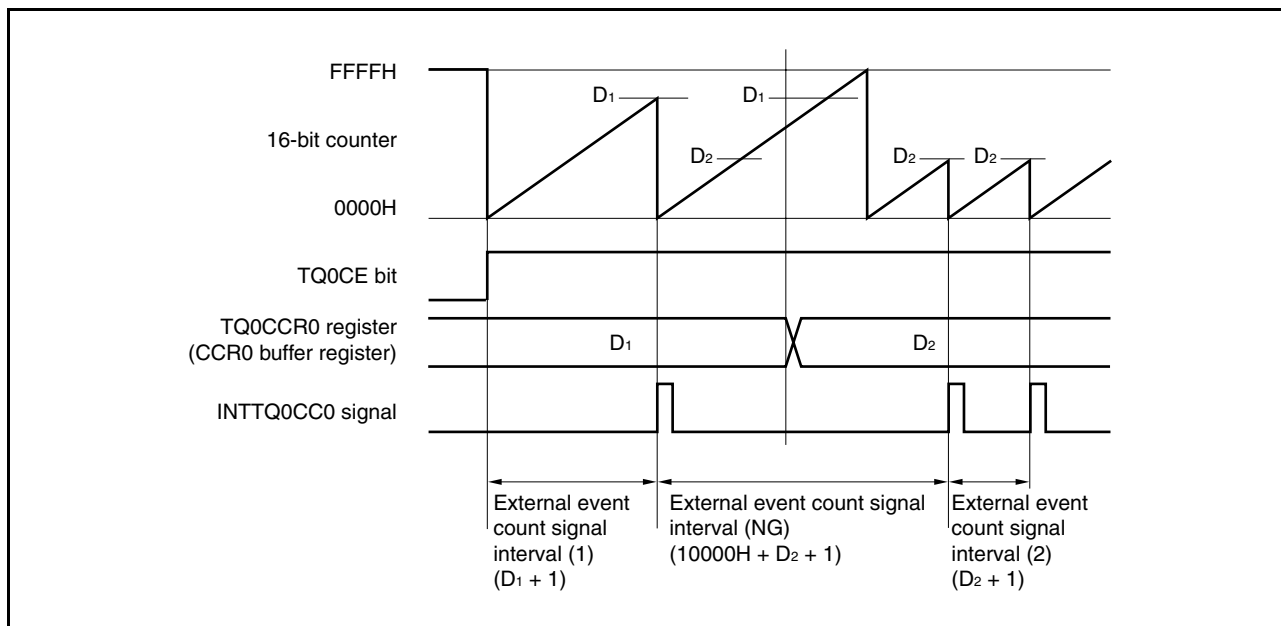 FFFFH
D1
D1
16-bit counter
D2
D2
D2
0000H
TQ0CE bit
TQ0CCR0 register
(CCR0 buffer register)
D1
D2
INTTQ0CC0 signal
External event
count signal
interval (1)
(D1 + 1)
External event count signal
interval (NG)
(10000H + D2 + 1)
External event
count signal
interval (2)
(D2 + 1)